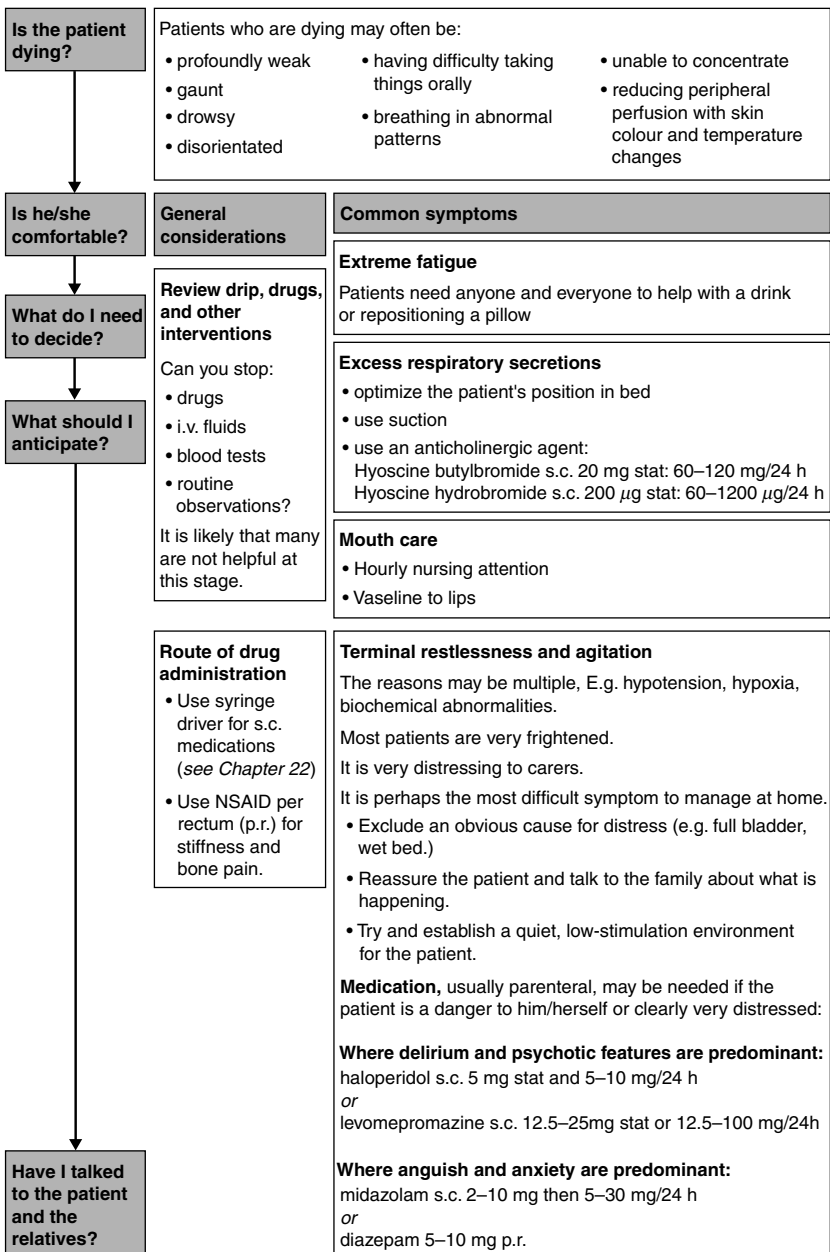 Is the patient
dying?
Patients who are dying may often be:
• profoundly weak
• gaunt
• drowsy
• disorientated
• having difficulty taking
things orally
• breathing in abnormal
patterns
• unable to concentrate
• reducing peripheral
perfusion with skin
colour and temperature
changes
Is he/she
comfortable?
What do I need
to decide?
What should I
anticipate?
General
considerations
Review drip, drugs,
and other
interventions
Can you stop:
• drugs
• i.v. fluids
• blood tests
• routine
observations?
It is likely that many
are not helpful at
this stage.
Common symptoms
Extreme fatigue
Patients need anyone and everyone to help with a drink
or repositioning a pillow
Excess respiratory secretions
• optimize the patient's position in bed
• use suction
• use an anticholinergic agent:
Hyoscine butylbromide s.c. 20 mg stat: 60–120 mg/24 h
Hyoscine hydrobromide s.c. 200 µg stat: 60–1200 µg/24 h
Mouth care
• Hourly nursing attention
• Vaseline to lips
Route of drug
administration
• Use syringe
driver for s.c.
medications
(see Chapter 22)
• Use NSAID per
rectum (p.r.) for
stiffness and
bone pain.
Terminal restlessness and agitation
The reasons may be multiple, E.g. hypotension, hypoxia,
biochemical abnormalities.
Most patients are very frightened.
It is very distressing to carers.
It is perhaps the most difficult symptom to manage at home.
• Exclude an obvious cause for distress (e.g. full bladder,
wet bed.)
• Reassure the patient and talk to the family about what is
happening.
• Try and establish a quiet, low-stimulation environment
for the patient.
Medication, usually parenteral, may be needed if the
patient is a danger to him/herself or clearly very distressed:
Where delirium and psychotic features are predominant:
haloperidol s.c. 5 mg stat and 5–10 mg/24 h
or
levomepromazine s.c. 12.5–25mg stat or 12.5–100 mg/24h
Where anguish and anxiety are predominant:
midazolam s.c. 2–10 mg then 5–30 mg/24 h
or
diazepam 5–10 mg p.r.
Have I talked
to the patient
and the
relatives?